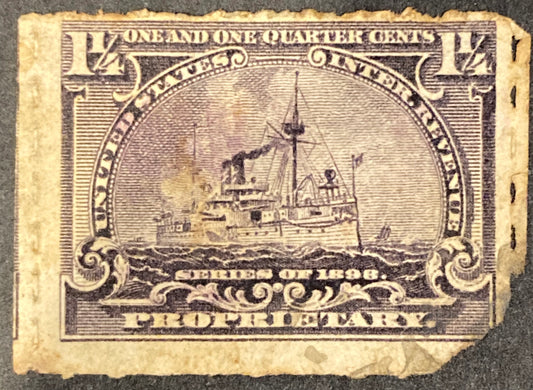 1¼ ONE AND ONE QUARTER CENTS 1¼
UNITED STATES INTER. REVENUE
SERIES OF 1898.
PROPRIETARY.